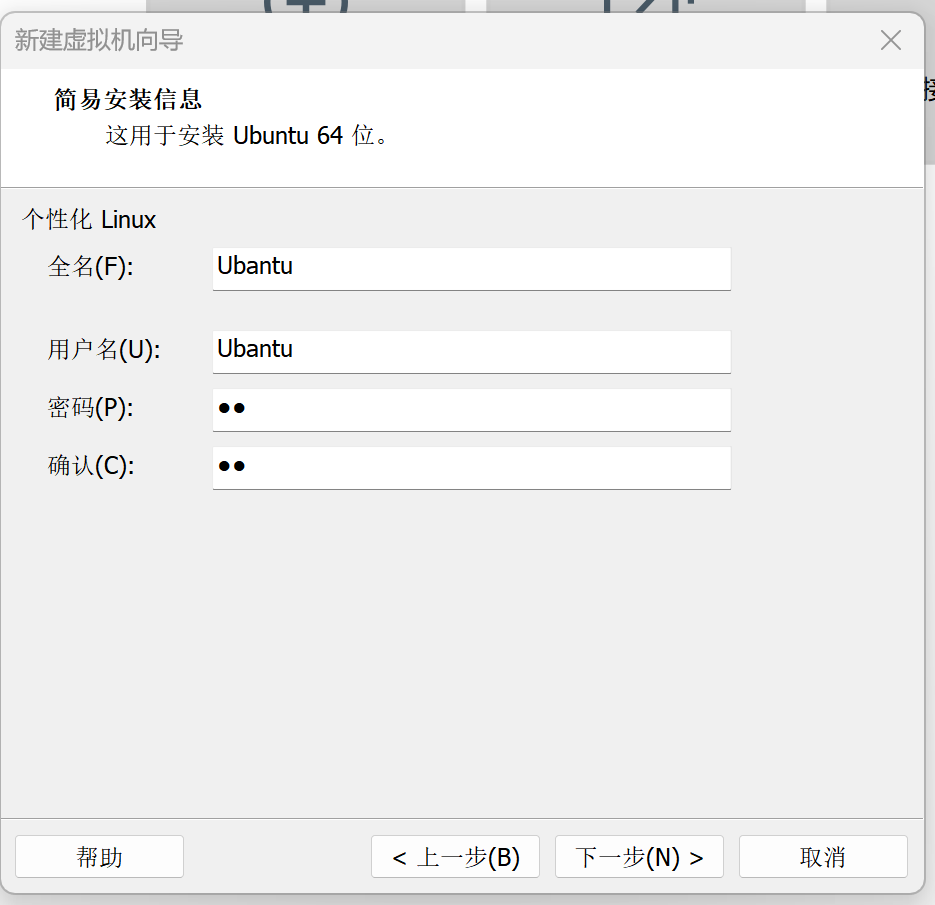 新建虚拟机向导
简易安装信息
这用于安装 Ubuntu 64 位。
个性化 Linux
全名(F):
Ubantu
用户名(U):
Ubantu
密码(P):
●●
确认(C):
●●
帮助
< 上一步(B)
下一步(N) >
取消